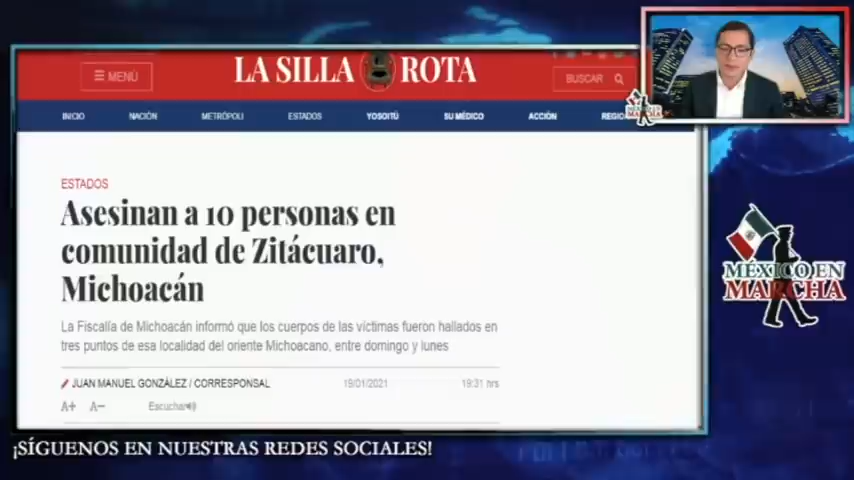 MENÚ
LA SILLA ROTA
BUSCAR
INICIO NACIÓN METRÓPOLI ESTADOS YOSOITÚ SU MÉDICO ACCIÓN
ESTADOS
Asesinan a 10 personas en
comunidad de Zitácuaro,
Michoacán
La Fiscalía de Michoacán informó que los cuerpos de las víctimas fueron hallados en
tres puntos de esa localidad del oriente Michoacano, entre domingo y lunes
JUAN MANUEL GONZÁLEZ / CORRESPONSAL 19/01/2021 19:31 hrs
A+ A- Escuchar
MÉXICO EN
MARCHA
¡SÍGUENOS EN NUESTRAS REDES SOCIALES!